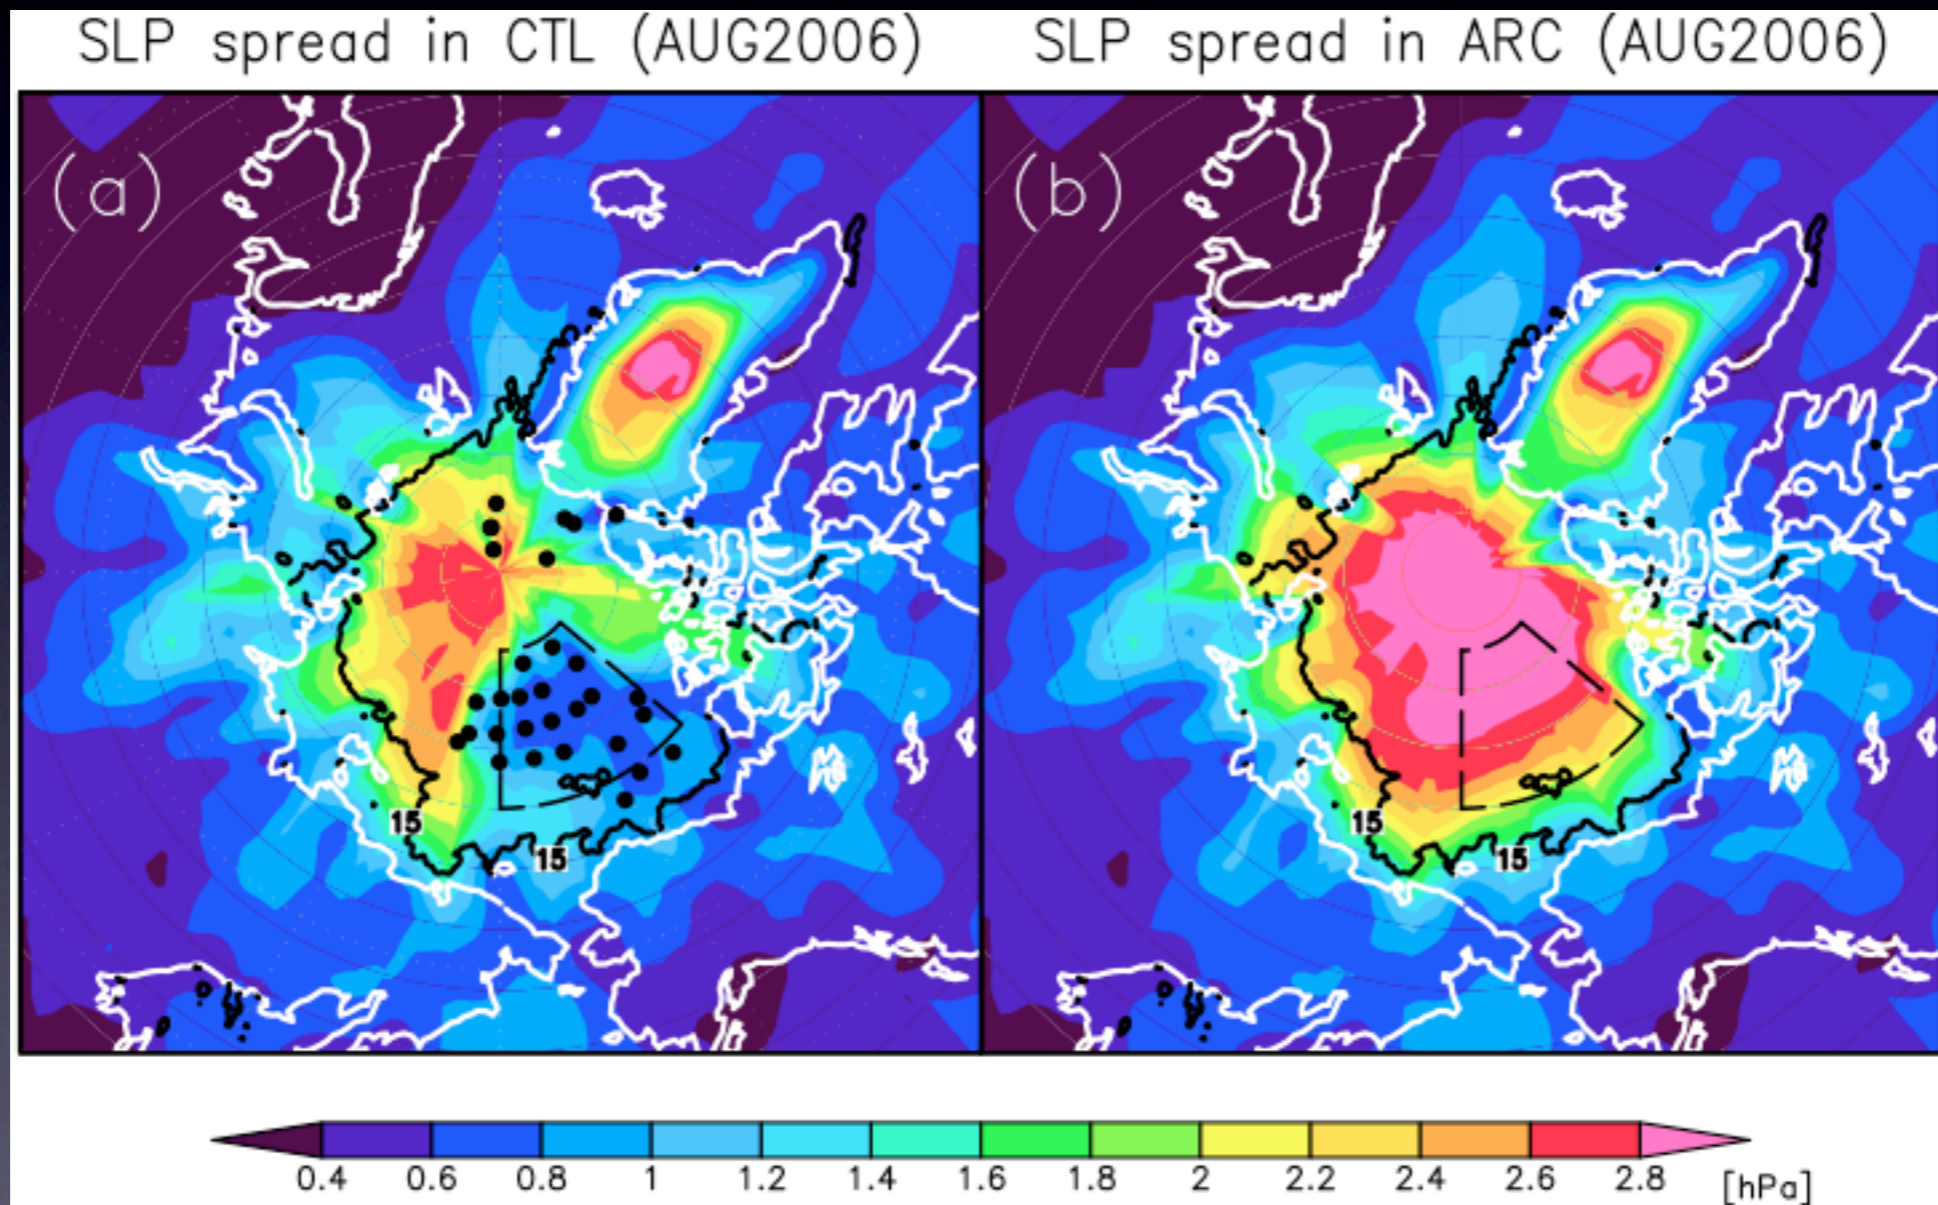 SLP spread in CTL (AUG2006) SLP spread in ARC (AUG2006)
(a) (b)
15 15
15 15
0.4 0.6 0.8 1 1.2 1.4 1.6 1.8 2 2.2 2.4 2.6 2.8 [hPa]